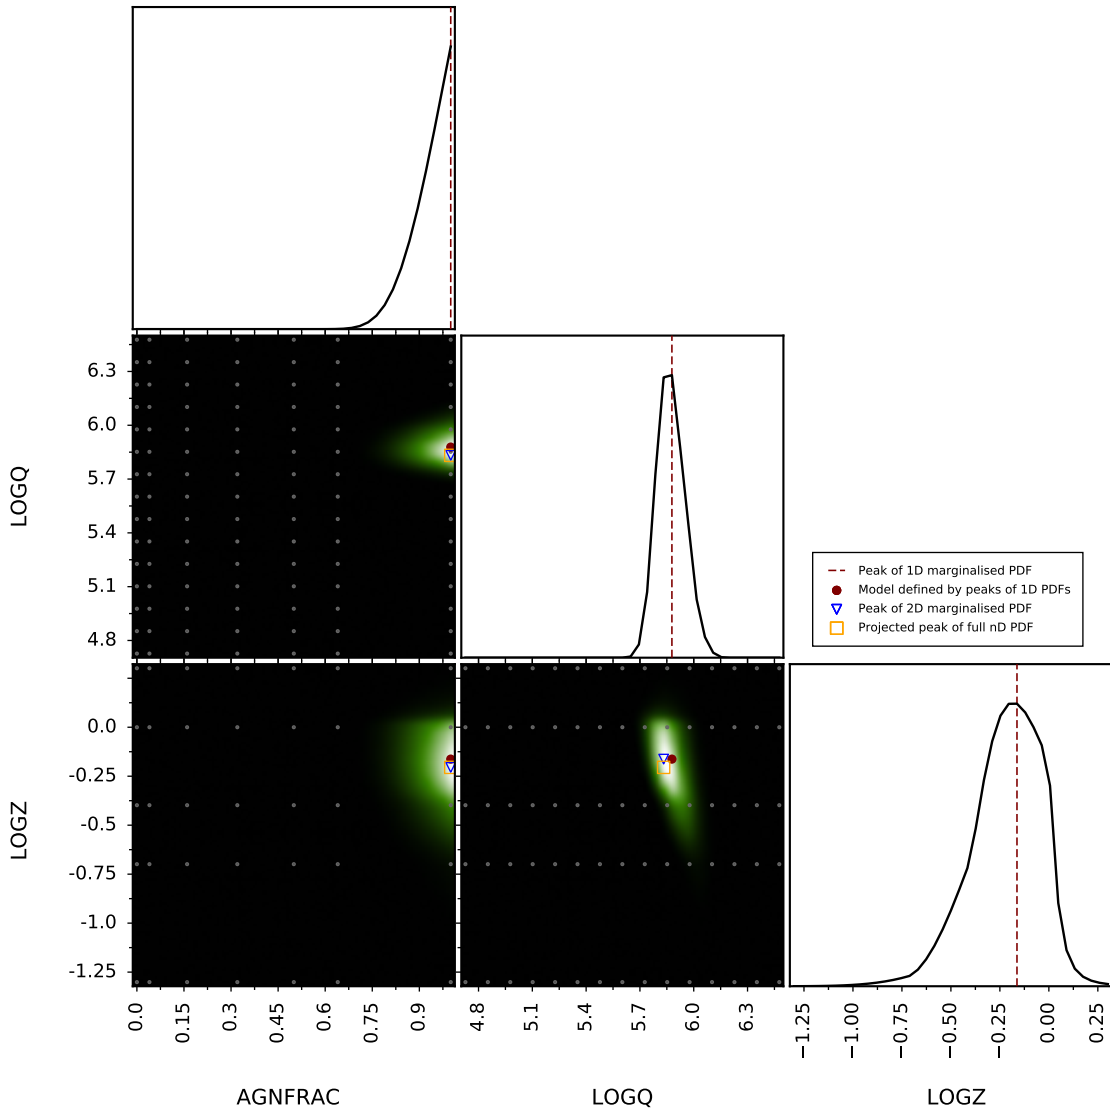 6.3
6.0
5.7
5.4
5.1
4.8
LOGQ
Peak of 1D marginalised PDF
Model defined by peaks of 1D PDFs
Peak of 2D marginalised PDF
Projected peak of full nD PDF
0.0
-0.25
-0.5
-0.75
-1.0
-1.25
LOGZ
0.0 0.15 0.3 0.45 0.6 0.75 0.9
4.8 5.1 5.4 5.7 6.0 6.3
−1.25 −1.00 −0.75 −0.50 −0.25 0.00 0.25
AGNFRAC LOGQ LOGZ